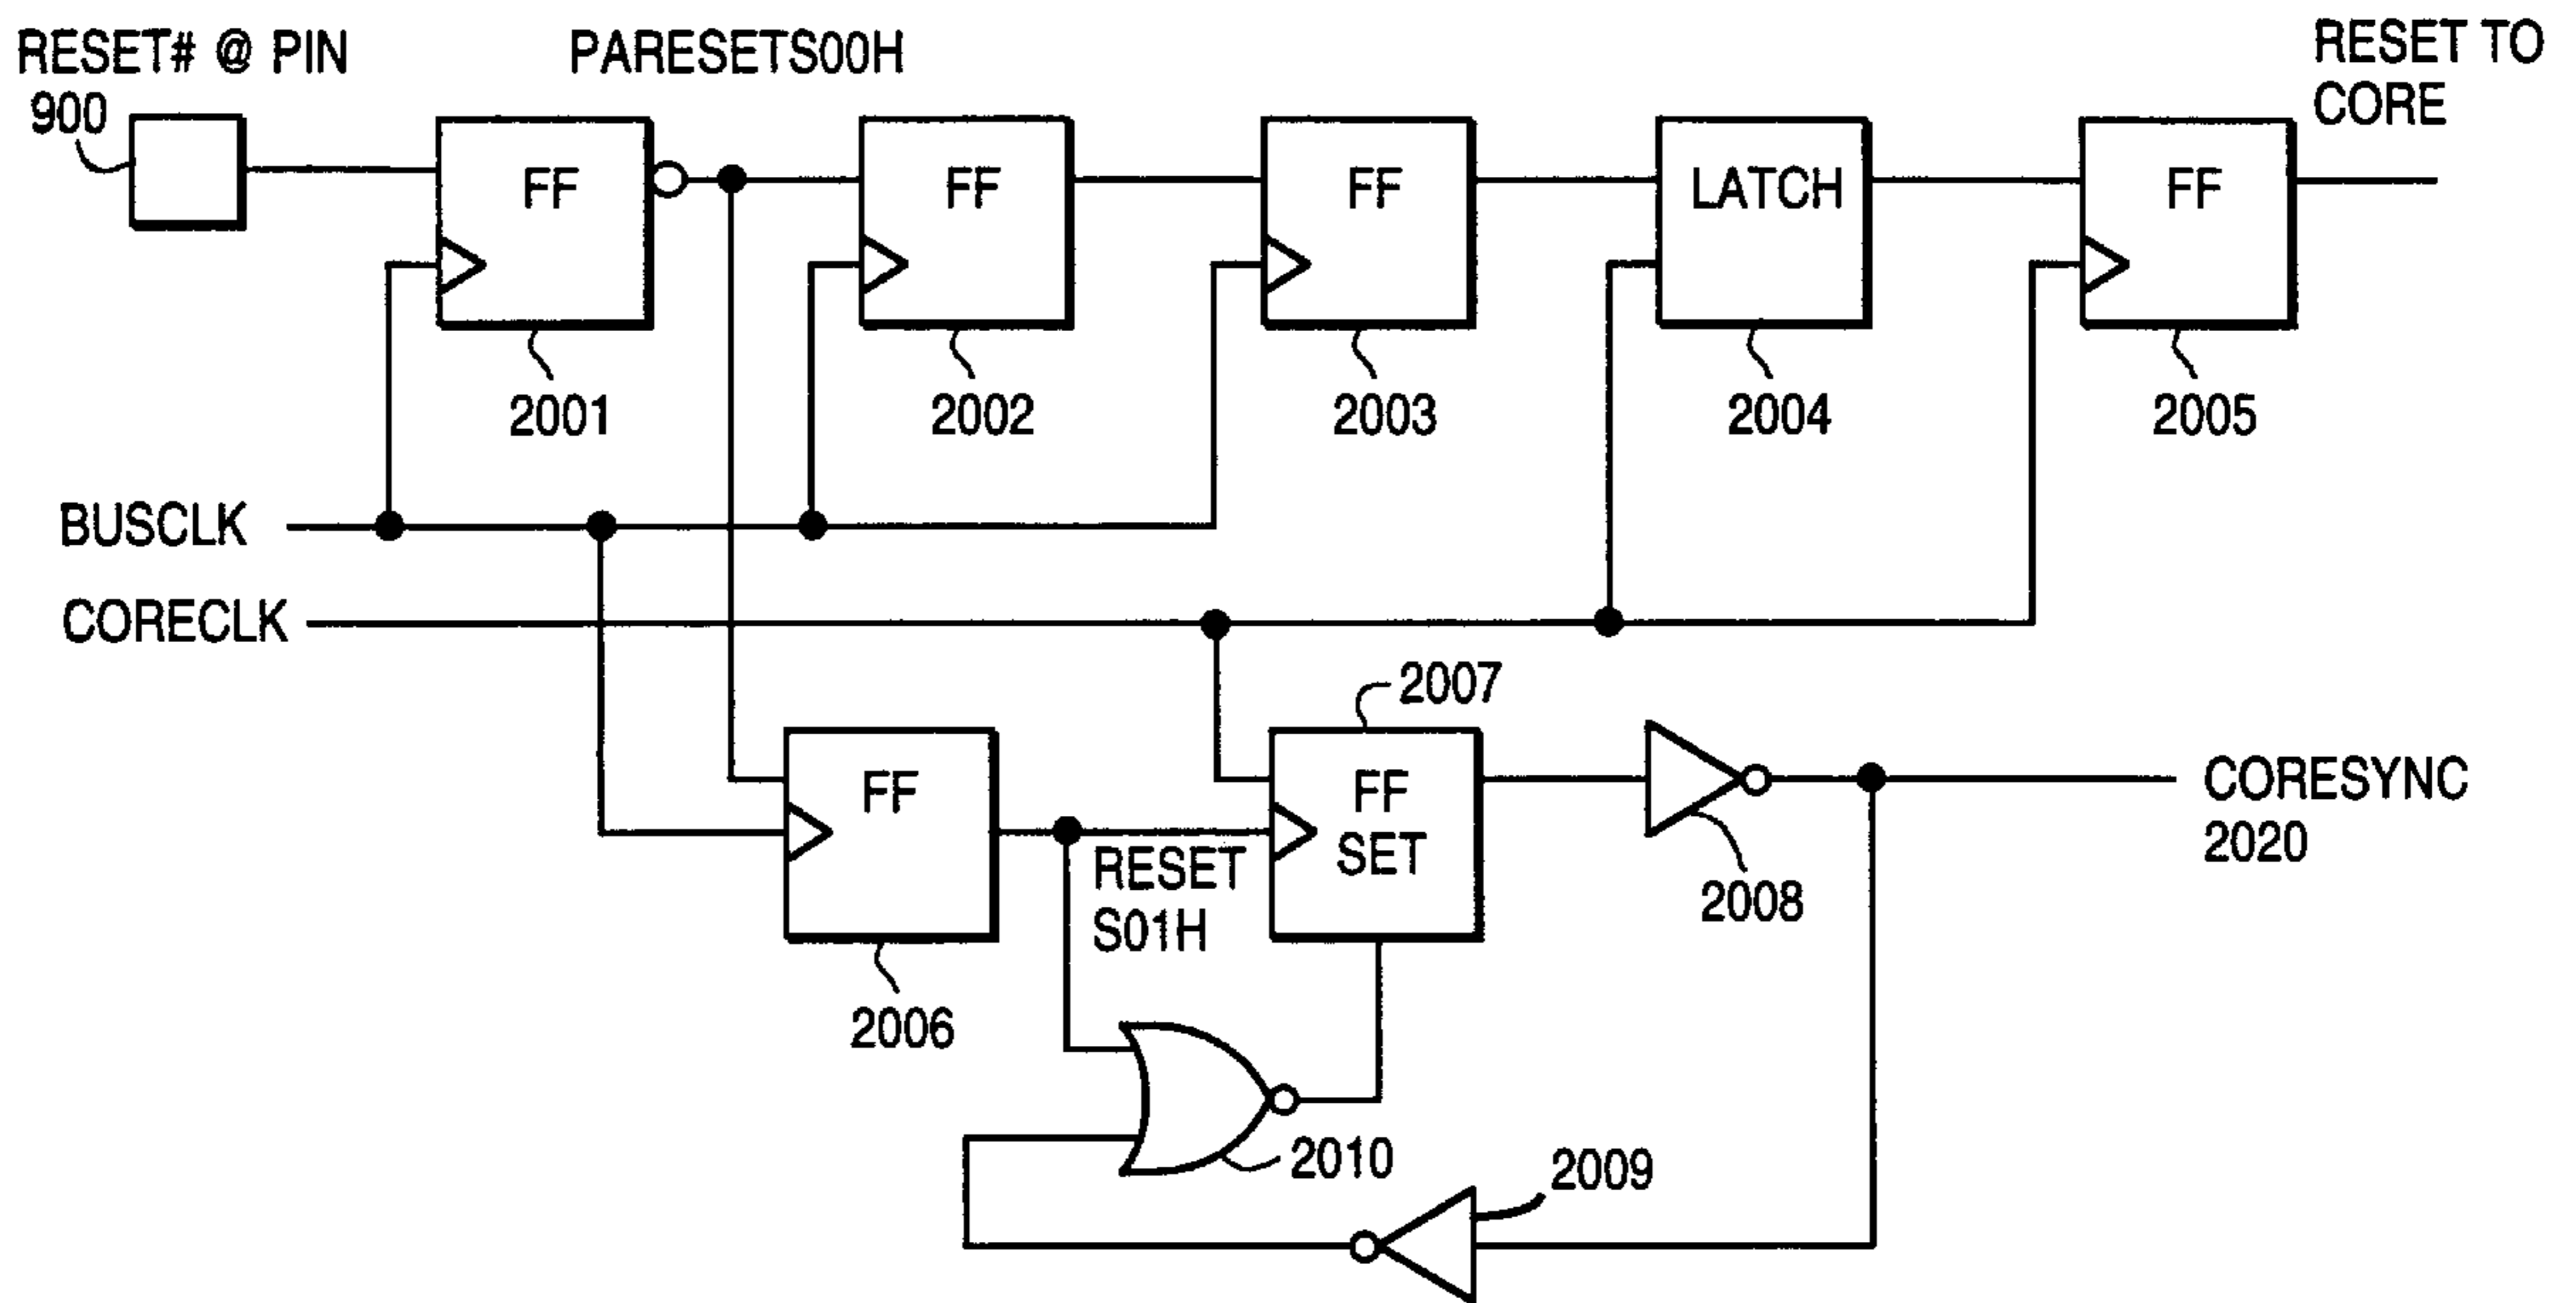 RESET# @ PIN
900
PARESETS00H
RESET TO
CORE
FF
FF
FF
LATCH
FF
2001
2002
2003
2004
2005
BUSCLK
CORECLK
2007
FF
FF
SET
CORESYNC
2020
RESET
S01H
2008
2006
2010
2009